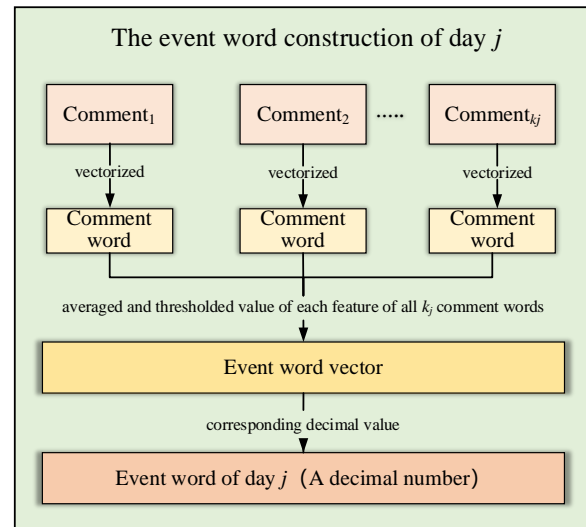 The event word construction of day j
Comment₁ Comment₂ ..... Commentₖⱼ
vectorized vectorized vectorized
Comment word Comment word Comment word
averaged and thresholded value of each feature of all kⱼ comment words
Event word vector
corresponding decimal value
Event word of day j（A decimal number）